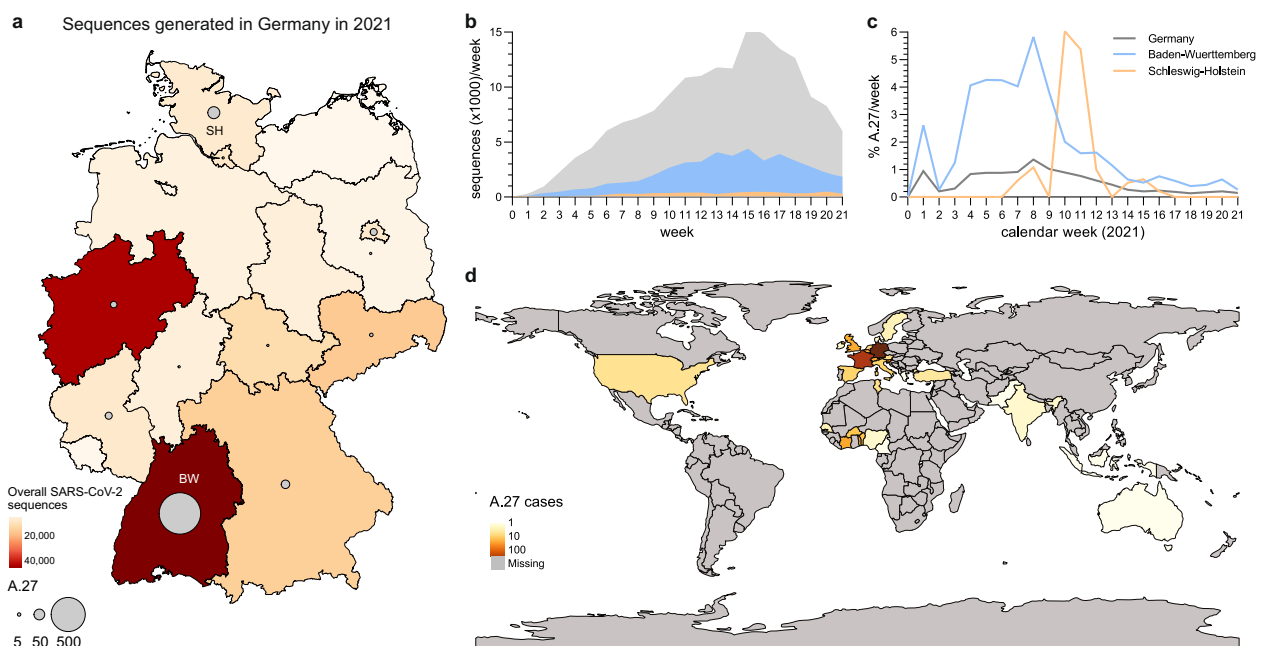 a
Sequences generated in Germany in 2021
SH
BW
Overall SARS-CoV-2
sequences
20,000
40,000
A.27
5 50 500
b
sequences (x1000)/week
15
10
5
0
0 1 2 3 4 5 6 7 8 9 10 11 12 13 14 15 16 17 18 19 20 21
week
c
% A.27/week
6
5
4
3
2
1
0
0 1 2 3 4 5 6 7 8 9 10 11 12 13 14 15 16 17 18 19 20 21
calendar week (2021)
Germany
Baden-Wuerttemberg
Schleswig-Holstein
d
A.27 cases
1
10
100
Missing